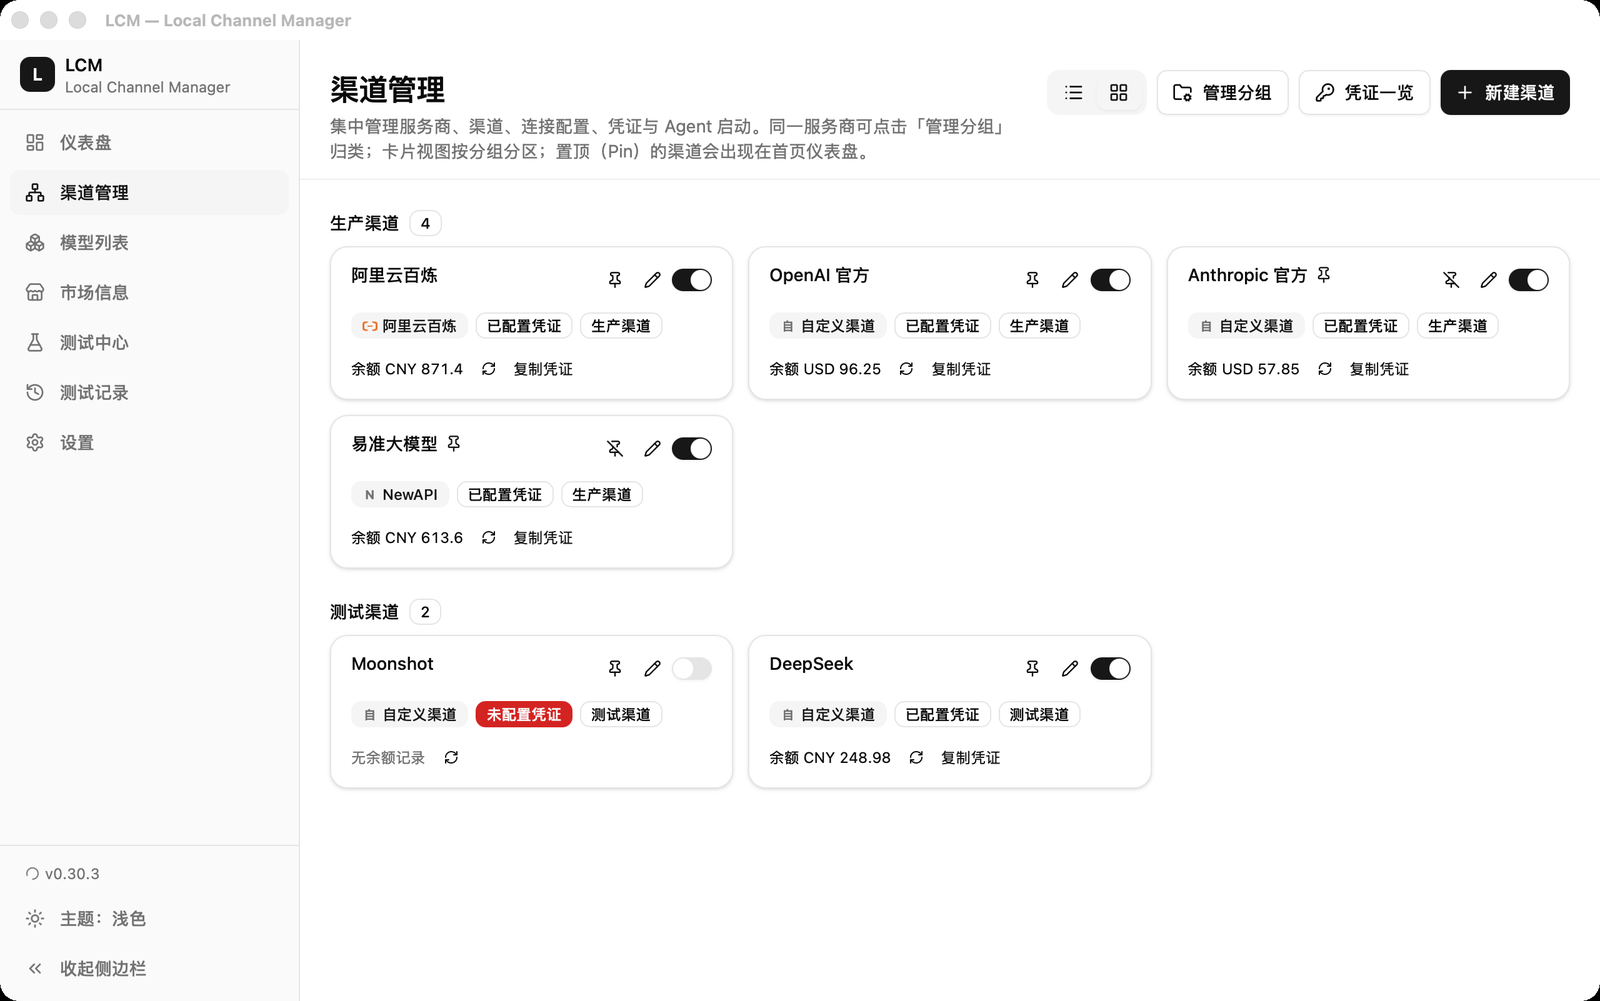 LCM — Local Channel Manager
L
LCM
Local Channel Manager
仪表盘
渠道管理
模型列表
市场信息
测试中心
测试记录
设置
v0.30.3
主题：浅色
收起侧边栏
渠道管理
集中管理服务商、渠道、连接配置、凭证与 Agent 启动。同一服务商可点击「管理分组」
归类；卡片视图按分组分区；置顶（Pin）的渠道会出现在首页仪表盘。
管理分组
凭证一览
新建渠道
生产渠道 4
阿里云百炼
阿里云百炼 已配置凭证 生产渠道
余额 CNY 871.4 复制凭证
OpenAI 官方
自 自定义渠道 已配置凭证 生产渠道
余额 USD 96.25 复制凭证
Anthropic 官方
自 自定义渠道 已配置凭证 生产渠道
余额 USD 57.85 复制凭证
易准大模型
N NewAPI 已配置凭证 生产渠道
余额 CNY 613.6 复制凭证
测试渠道 2
Moonshot
自 自定义渠道 未配置凭证 测试渠道
无余额记录
DeepSeek
自 自定义渠道 已配置凭证 测试渠道
余额 CNY 248.98 复制凭证